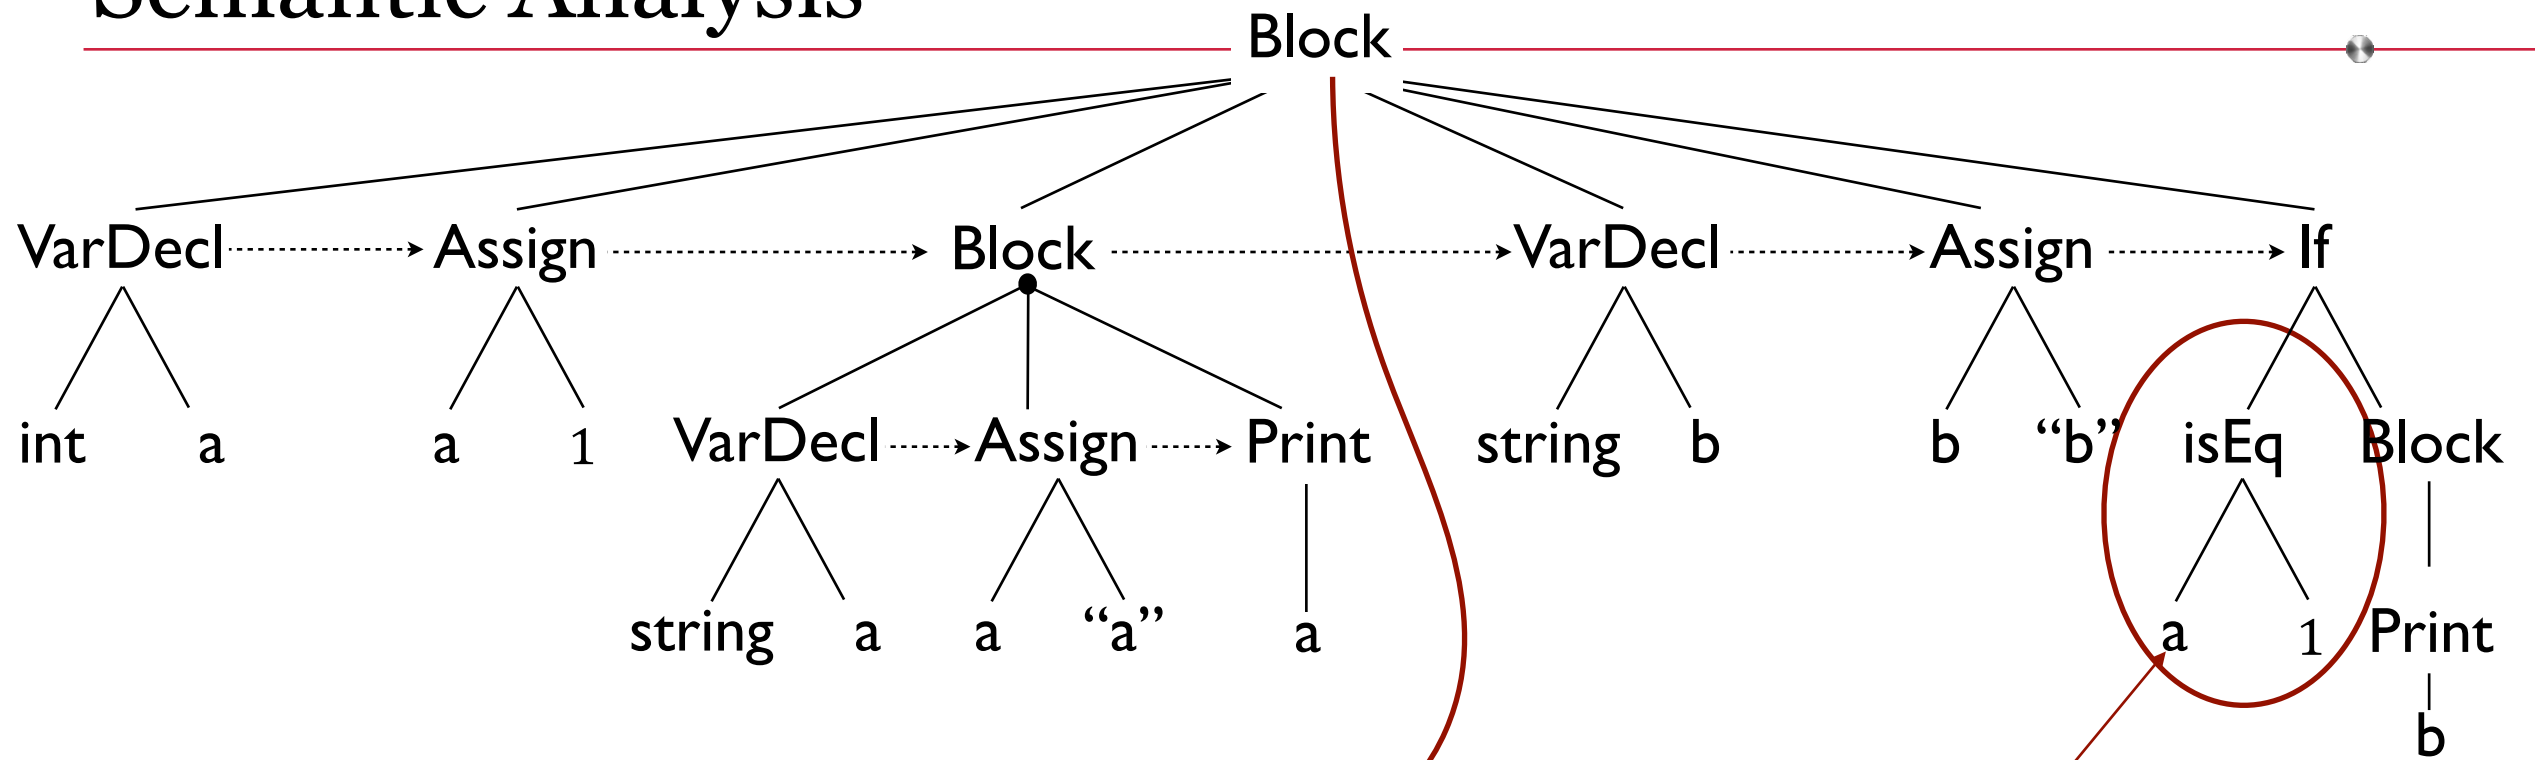 Semantic Analysis
Block
VarDecl Assign Block VarDecl Assign If
int a a 1 VarDecl Assign Print string b b “b” isEq Block
string a a “a” a a 1 Print
b